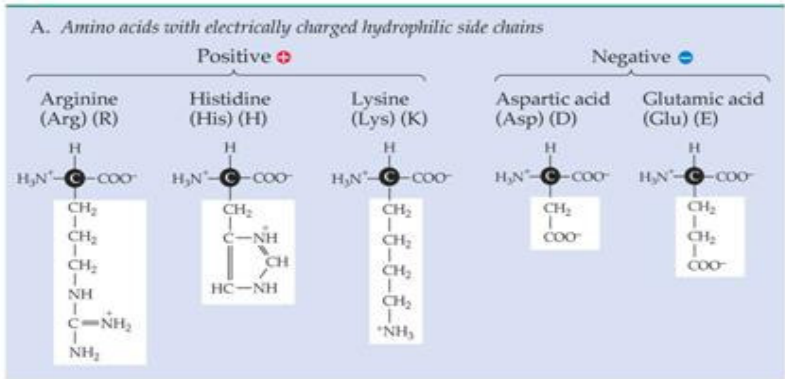 A. Amino acids with electrically charged hydrophilic side chains
Positive +
Negative −
Arginine
(Arg) (R)
Histidine
(His) (H)
Lysine
(Lys) (K)
Aspartic acid
(Asp) (D)
Glutamic acid
(Glu) (E)
H
H₃N⁺—C—COO⁻
CH₂
CH₂
CH₂
NH
C=NH₂⁺
NH₂
H
H₃N⁺—C—COO⁻
CH₂
C—NH⁺
CH
HC—NH
H
H₃N⁺—C—COO⁻
CH₂
CH₂
CH₂
CH₂
⁺NH₃
H
H₃N⁺—C—COO⁻
CH₂
COO⁻
H
H₃N⁺—C—COO⁻
CH₂
CH₂
COO⁻